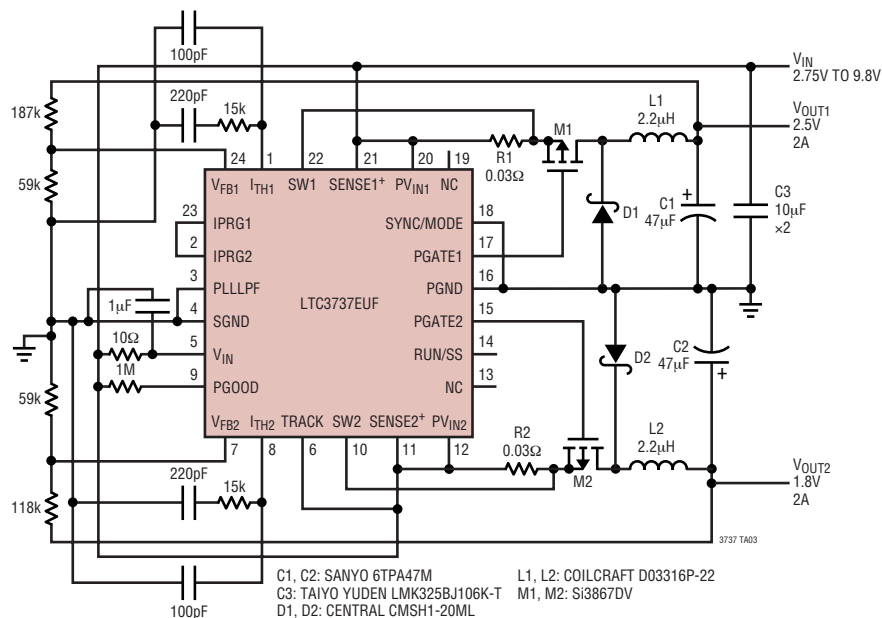 100pF
V_IN
2.75V TO 9.8V
187k
220pF
15k
M1
L1
2.2µH
V_OUT1
2.5V
2A
24
1
22
21
20
19
R1
0.03Ω
59k
V_FB1
I_TH1
SW1
SENSE1+
PV_IN1
NC
23
IPRG1
SYNC/MODE
18
D1
C1
47µF
+
C3
10µF
×2
2
IPRG2
PGATE1
17
3
PLLLPF
LTC3737EUF
PGND
16
1µF
4
SGND
PGATE2
15
10Ω
5
V_IN
RUN/SS
14
D2
C2
47µF
+
1M
9
PGOOD
NC
13
59k
V_FB2
I_TH2
TRACK
SW2
SENSE2+
PV_IN2
7
8
6
10
11
12
R2
0.03Ω
M2
L2
2.2µH
V_OUT2
1.8V
2A
118k
220pF
15k
3737 TA03
100pF
C1, C2: SANYO 6TPA47M
C3: TAIYO YUDEN LMK325BJ106K-T
D1, D2: CENTRAL CMSH1-20ML
L1, L2: COILCRAFT D03316P-22
M1, M2: Si3867DV